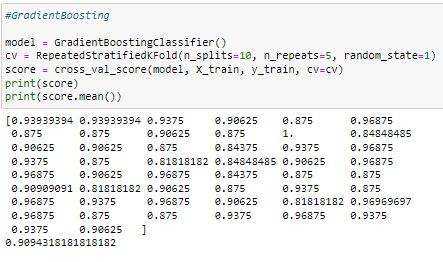 #GradientBoosting
model = GradientBoostingClassifier()
cv = RepeatedStratifiedKFold(n_splits=10, n_repeats=5, random_state=1)
score = cross_val_score(model, X_train, y_train, cv=cv)
print(score)
print(score.mean())
[0.93939394 0.93939394 0.9375 0.90625 0.875 0.96875
0.875 0.875 0.90625 0.875 1. 0.84848485
0.90625 0.90625 0.875 0.84375 0.9375 0.96875
0.9375 0.875 0.81818182 0.84848485 0.90625 0.96875
0.96875 0.90625 0.96875 0.84375 0.875 0.875
0.90909091 0.81818182 0.90625 0.875 0.9375 0.875
0.96875 0.9375 0.96875 0.90625 0.81818182 0.96969697
0.96875 0.875 0.875 0.9375 0.96875 0.9375
0.9375 0.90625 ]
0.9094318181818182